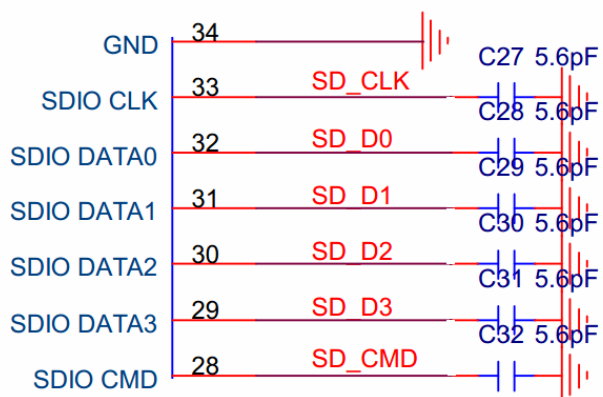 GND 34
C27 5.6pF
SDIO CLK 33 SD_CLK
C28 5.6pF
SDIO DATA0 32 SD_D0
C29 5.6pF
SDIO DATA1 31 SD_D1
C30 5.6pF
SDIO DATA2 30 SD_D2
C31 5.6pF
SDIO DATA3 29 SD_D3
C32 5.6pF
SDIO CMD 28 SD_CMD